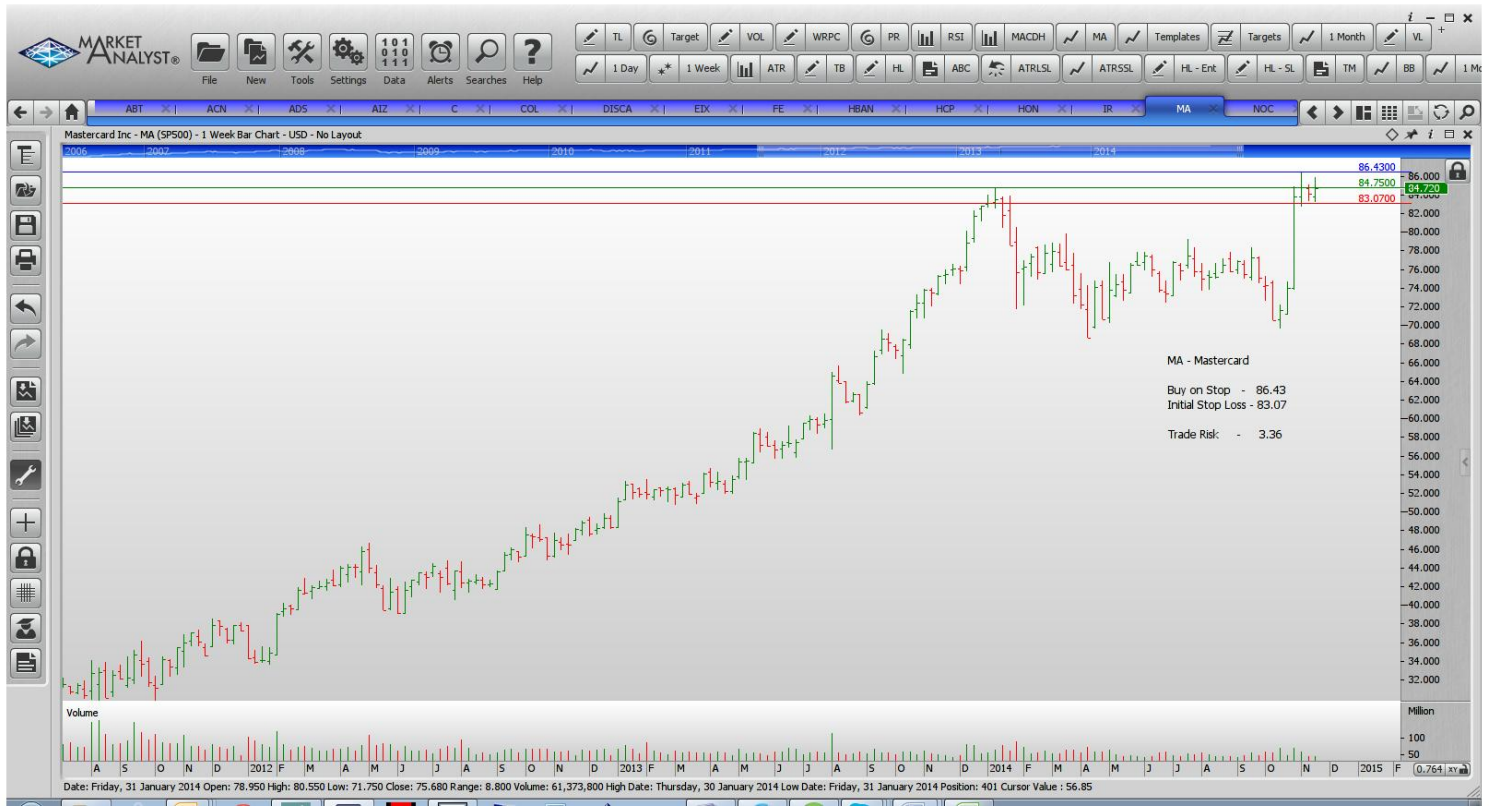 i
MARKET
ANALYST®
File New Tools Settings Data Alerts Searches Help
101
010
111
TL Target VOL WRPC PR RSI MACDH MA Templates Targets 1 Month VL +
1 Day 1 Week ATR TB HL ABC ATRLSL ATRSSL HL - Ent HL - SL TM BB 1 Mo
ABT ACN ADS AIZ C COL DISCA EIX FE HBAN HCP HON IR MA NOC
Mastercard Inc - MA (SP500) - 1 Week Bar Chart - USD - No Layout
2006 2007 2008 2009 2010 2011 2012 2013 2014
86.4300
84.7500
83.0700
86.000
84.720
84.000
82.000
80.000
78.000
76.000
74.000
72.000
70.000
68.000
66.000
64.000
62.000
60.000
58.000
56.000
54.000
52.000
50.000
48.000
46.000
44.000
42.000
40.000
38.000
36.000
34.000
32.000
MA - Mastercard
Buy on Stop - 86.43
Initial Stop Loss - 83.07
Trade Risk - 3.36
Volume
Million
100
50
A S O N D 2012 F M A M J J A S O N D 2013 F M A M J J A S O N D 2014 F M A M J J A S O N D 2015 F 0.764 XY
Date: Friday, 31 January 2014 Open: 78.950 High: 80.550 Low: 71.750 Close: 75.680 Range: 8.800 Volume: 61,373,800 High Date: Thursday, 30 January 2014 Low Date: Friday, 31 January 2014 Position: 401 Cursor Value : 56.85